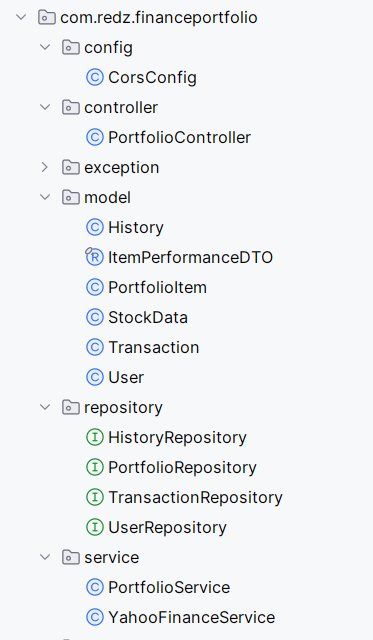 com.redz.financeportfolio
config
CorsConfig
controller
PortfolioController
exception
model
History
ItemPerformanceDTO
PortfolioItem
StockData
Transaction
User
repository
HistoryRepository
PortfolioRepository
TransactionRepository
UserRepository
service
PortfolioService
YahooFinanceService